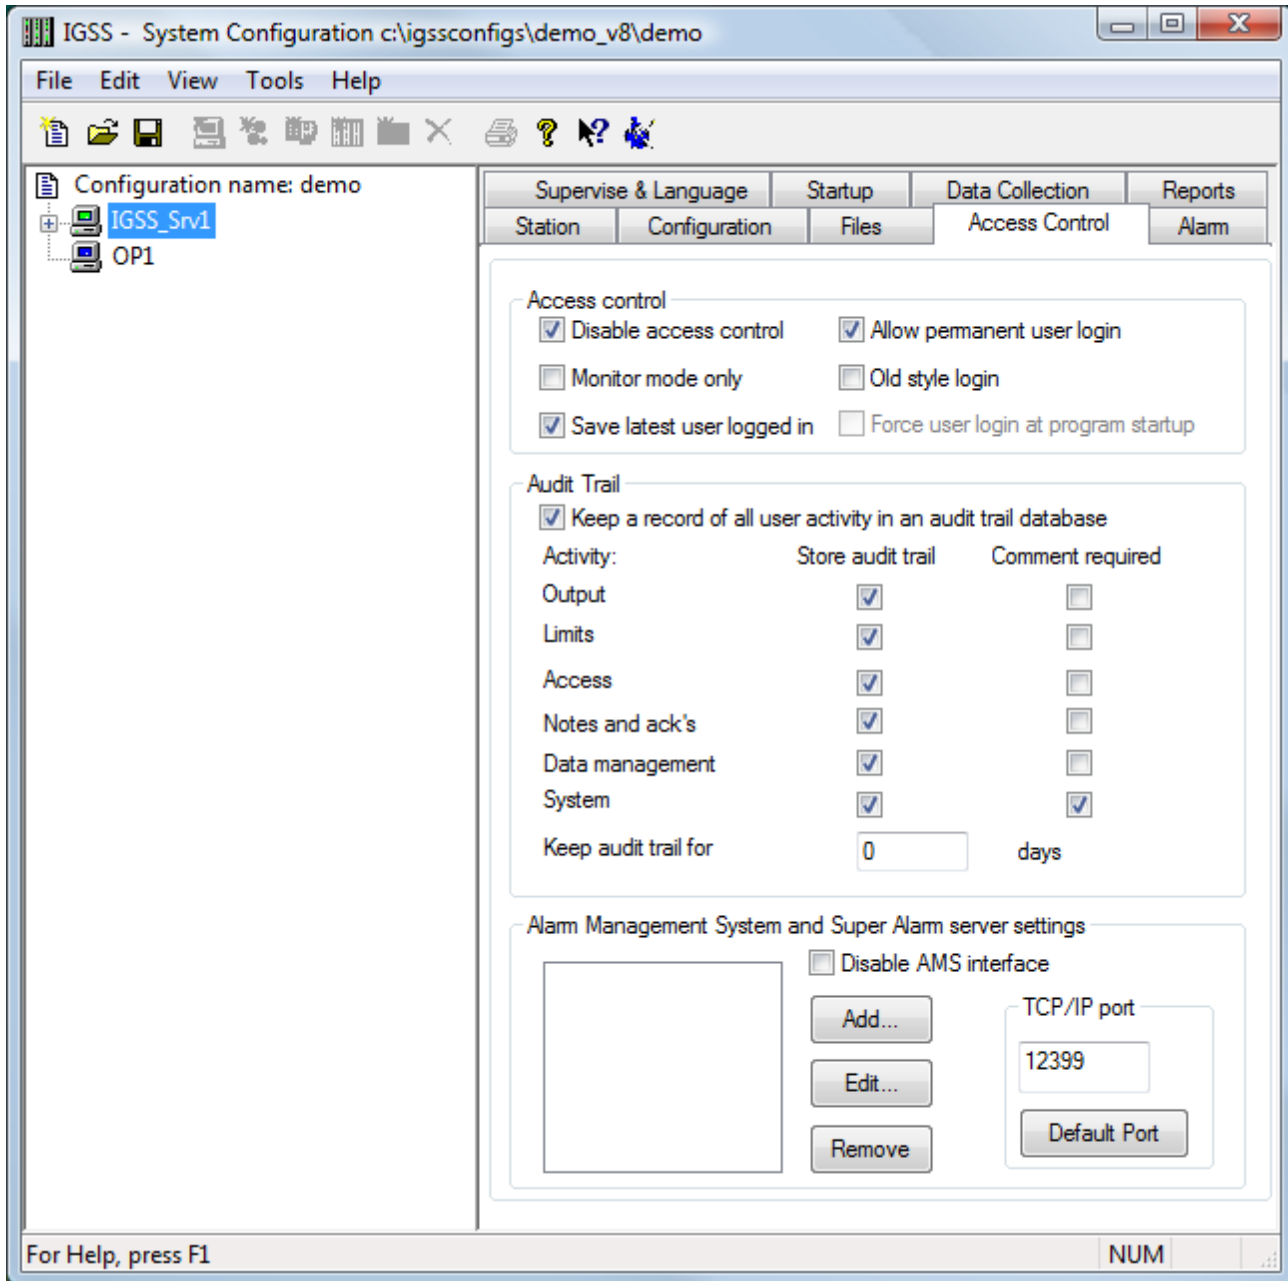 IGSS - System Configuration c:\igssconfigs\demo_v8\demo
File Edit View Tools Help
Configuration name: demo
IGSS_Srv1
OP1
Supervise & Language Startup Data Collection Reports
Station Configuration Files Access Control Alarm
Access control
Disable access control Allow permanent user login
Monitor mode only Old style login
Save latest user logged in Force user login at program startup
Audit Trail
Keep a record of all user activity in an audit trail database
Activity: Store audit trail Comment required
Output
Limits
Access
Notes and ack's
Data management
System
Keep audit trail for 0 days
Alarm Management System and Super Alarm server settings
Disable AMS interface
Add... TCP/IP port
12399
Edit...
Default Port
Remove
For Help, press F1 NUM